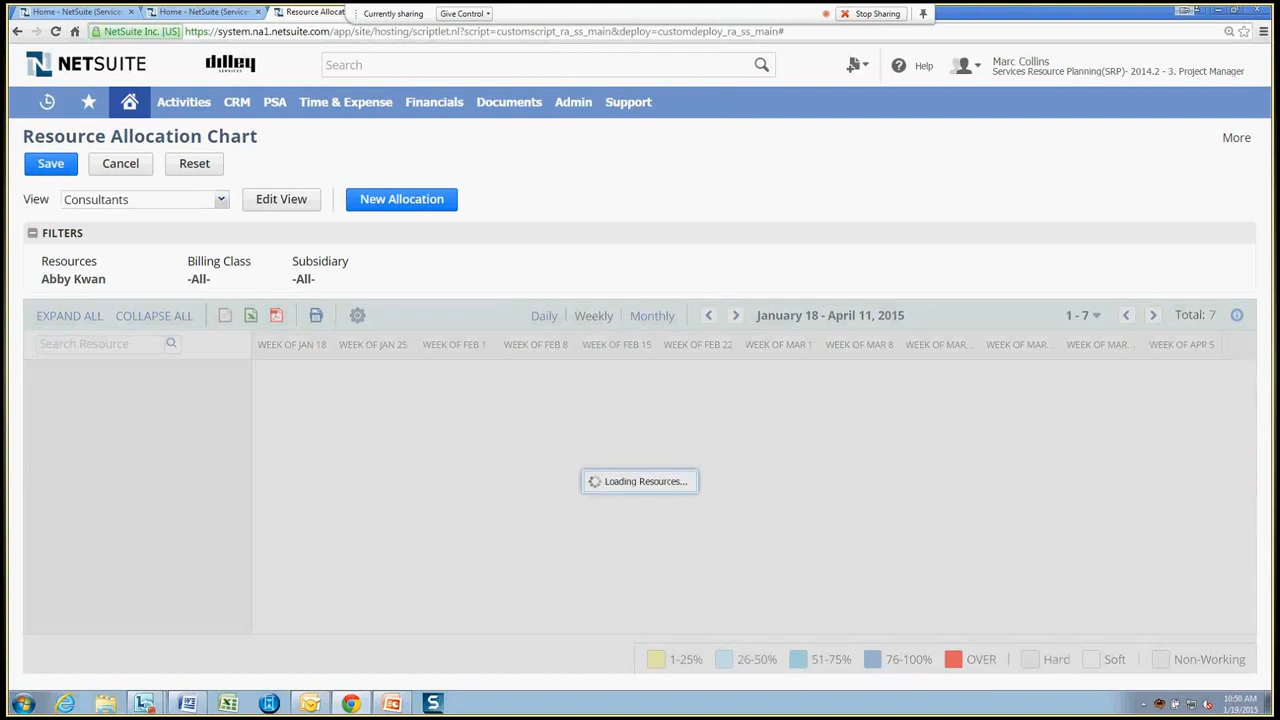 Home - NetSuite (Service:
Home - NetSuite (Service:
Resource Allocat
Currently sharing
Give Control
Stop Sharing
NetSuite Inc. [US]
https://system.na1.netsuite.com/app/site/hosting/scriptlet.nl?script=customscript_ra_ss_main&deploy=customdeploy_ra_ss_main#
NETSUITE
dilley
SERVICES
Search
Help
Marc Collins
Services Resource Planning(SRP)- 2014.2 - 3. Project Manager
Activities CRM PSA Time & Expense Financials Documents Admin Support
Resource Allocation Chart
More
Save Cancel Reset
View Consultants Edit View New Allocation
FILTERS
Resources Billing Class Subsidiary
Abby Kwan -All- -All-
EXPAND ALL COLLAPSE ALL Daily Weekly Monthly January 18 - April 11, 2015 1 - 7 Total: 7
Search Resource WEEK OF JAN 18 WEEK OF JAN 25 WEEK OF FEB 1 WEEK OF FEB 8 WEEK OF FEB 15 WEEK OF FEB 22 WEEK OF MAR 1 WEEK OF MAR 8 WEEK OF MAR... WEEK OF MAR... WEEK OF MAR... WEEK OF APR 5
Loading Resources...
1-25% 26-50% 51-75% 76-100% OVER Hard Soft Non-Working
10:50 AM
1/19/2015